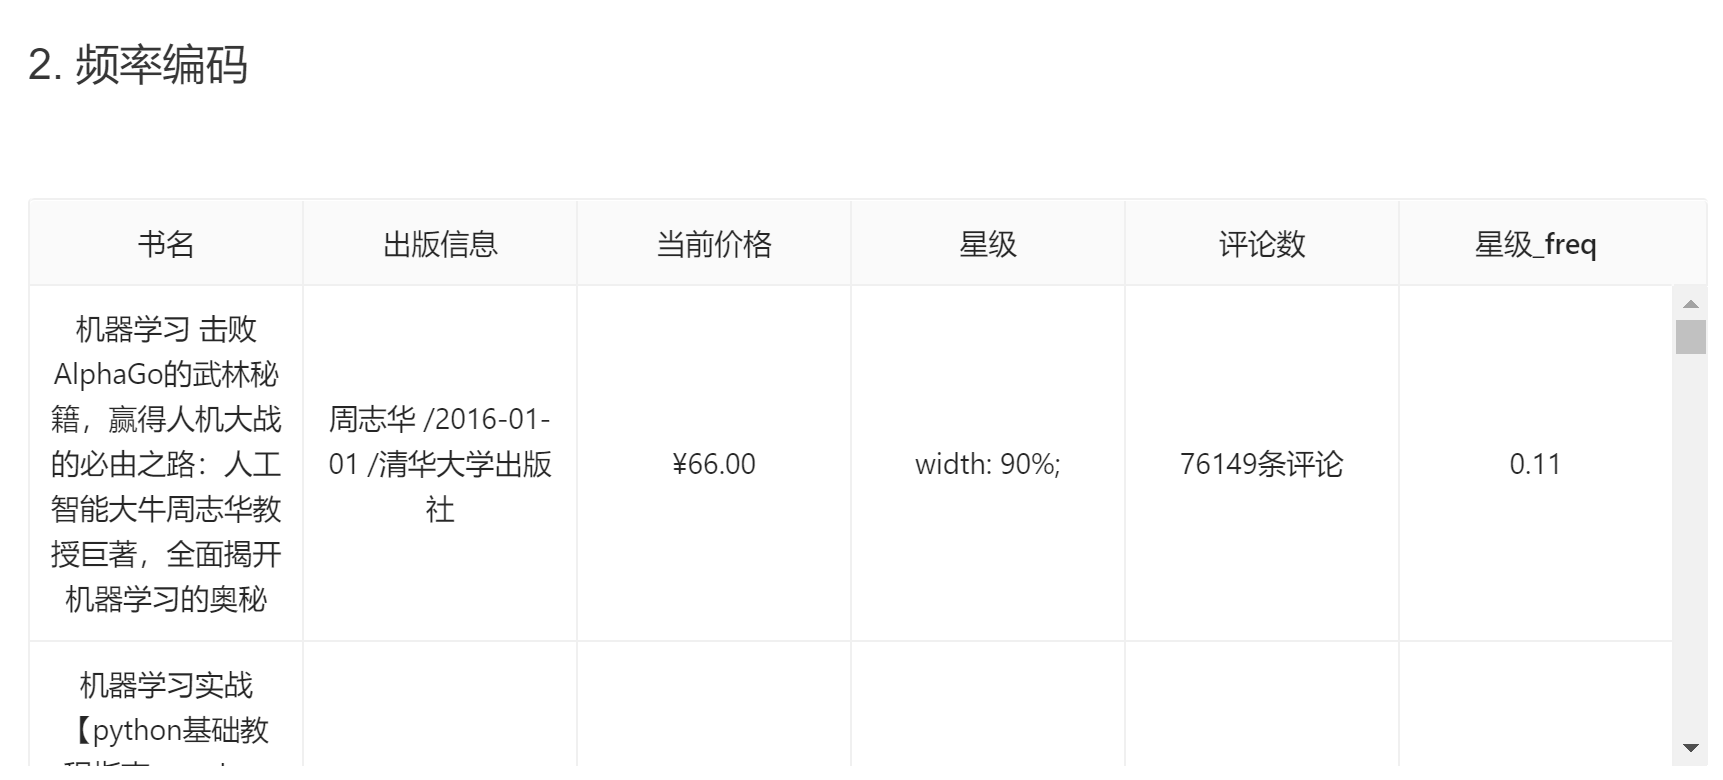 2. 频率编码
书名 出版信息 当前价格 星级 评论数 星级_freq
机器学习 击败
AlphaGo的武林秘
籍，赢得人机大战
的必由之路：人工
智能大牛周志华教
授巨著，全面揭开
机器学习的奥秘
周志华 /2016-01-
01 /清华大学出版
社
¥66.00
width: 90%;
76149条评论
0.11
机器学习实战
【python基础教